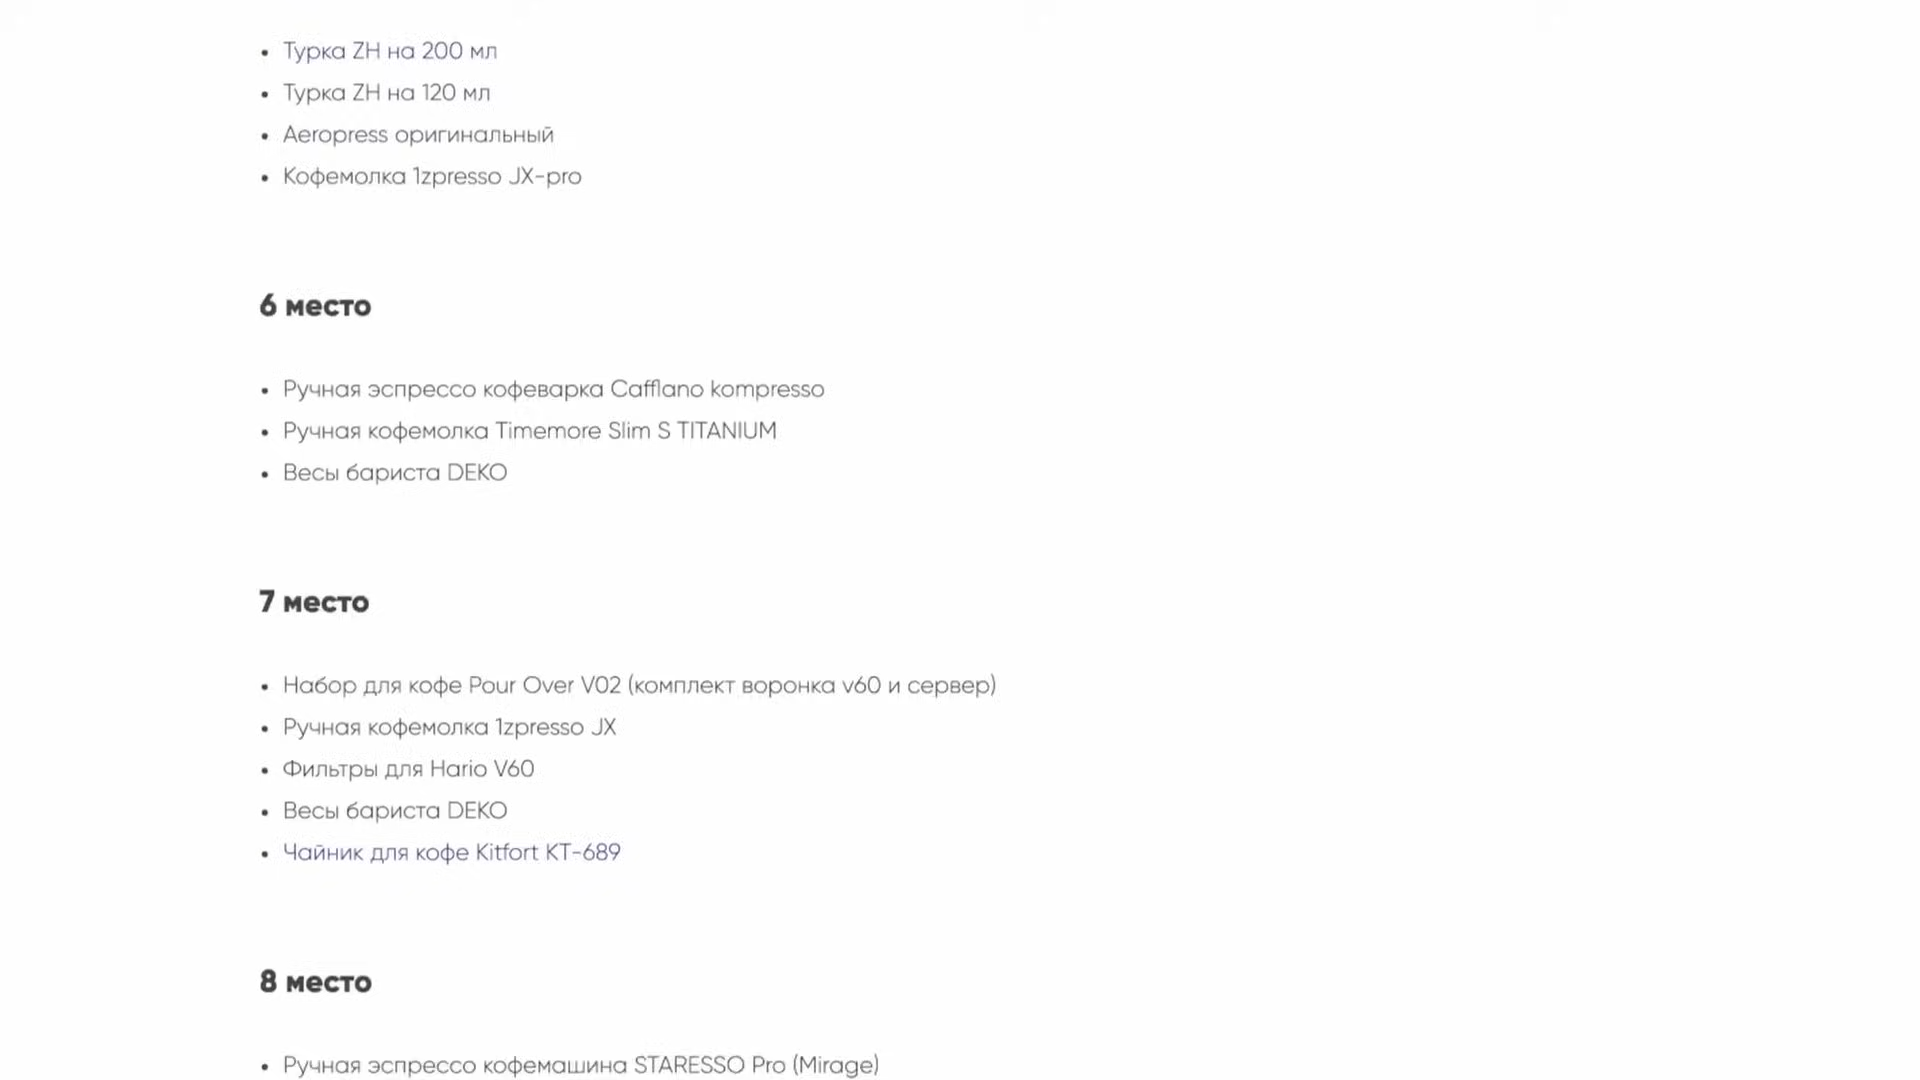 • Турка ZH на 200 мл
• Турка ZH на 120 мл
• Aeropress оригинальный
• Кофемолка 1zpresso JX-pro
6 место
• Ручная эспрессо кофеварка Cafflano kompresso
• Ручная кофемолка Timemore Slim S TITANIUM
• Весы бариста DEKO
7 место
• Набор для кофе Pour Over V02 (комплект воронка v60 и сервер)
• Ручная кофемолка 1zpresso JX
• Фильтры для Hario V60
• Весы бариста DEKO
• Чайник для кофе Kitfort KT-689
8 место
• Ручная эспрессо кофемашина STARESSO Pro (Mirage)